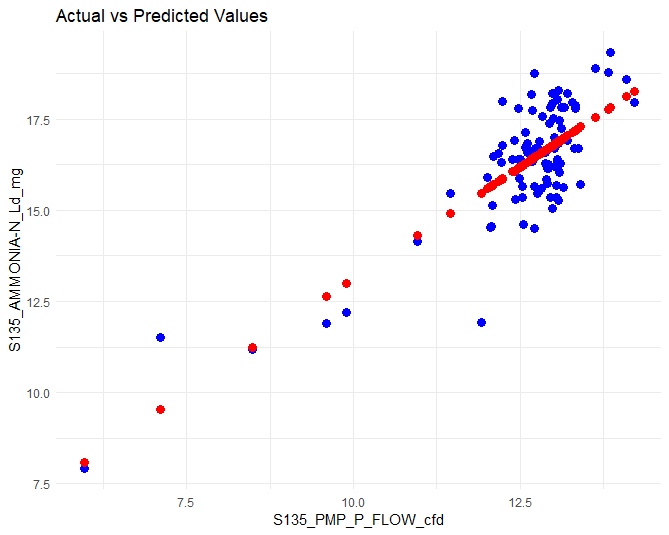 Actual vs Predicted Values
S135_AMMONIA-N_Ld_mg
17.5
15.0
12.5
10.0
7.5
7.5 10.0 12.5
S135_PMP_P_FLOW_cfd